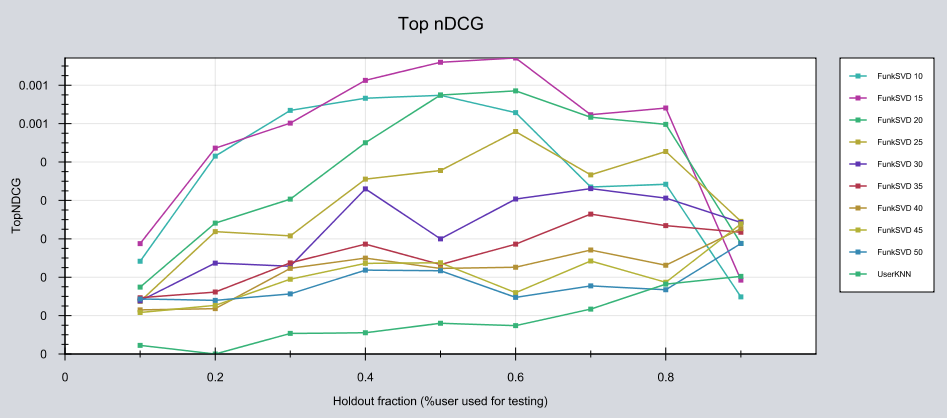 Top nDCG
TopNDCG
0.001
0.001
0
0
0
0
0
0
0
0.2
0.4
0.6
0.8
Holdout fraction (%user used for testing)
FunkSVD 10
FunkSVD 15
FunkSVD 20
FunkSVD 25
FunkSVD 30
FunkSVD 35
FunkSVD 40
FunkSVD 45
FunkSVD 50
UserKNN